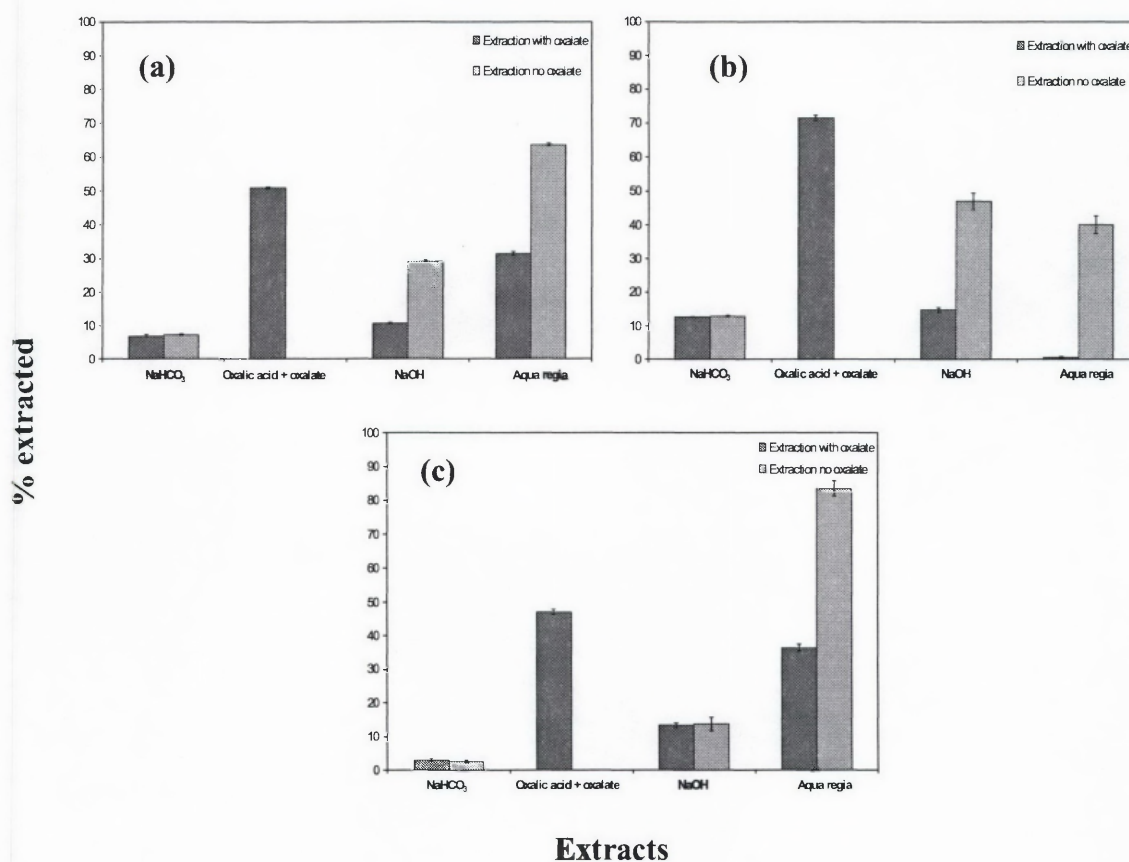 % extracted
(a)
100
90
80
70
60
50
40
30
20
10
0
Extraction with oxalate
Extraction no oxalate
NaHCO₃ Oxalic acid + oxalate NaOH Aqua regia
(b)
100
90
80
70
60
50
40
30
20
10
0
Extraction with oxalate
Extraction no oxalate
NaHCO₃ Oxalic acid + oxalate NaOH Aqua regia
(c)
100
90
80
70
60
50
40
30
20
10
0
Extraction with oxalate
Extraction no oxalate
NaHCO₃ Oxalic acid + oxalate NaOH Aqua regia
Extracts